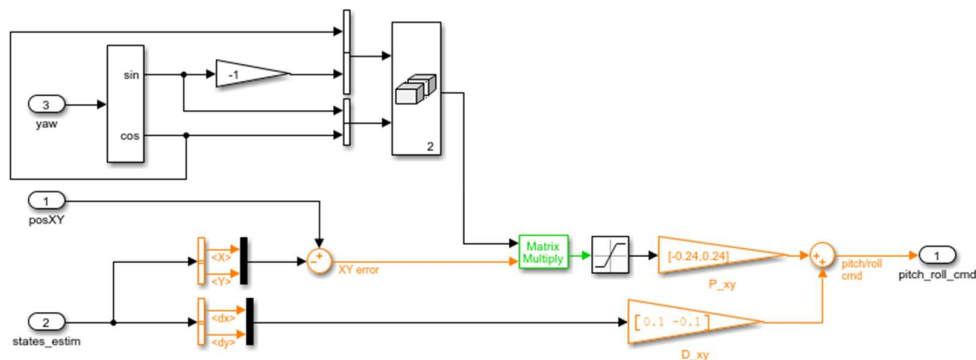 sin
-1
3
yaw
cos
2
1
posXY
Matrix
Multiply
[-0.24,0.24]
P_xy
pitch/roll
cmd
1
pitch_roll_cmd
<X>
<Y>
XY error
2
states_estim
<dx>
<dy>
[ 0.1 -0.1]
D_xy